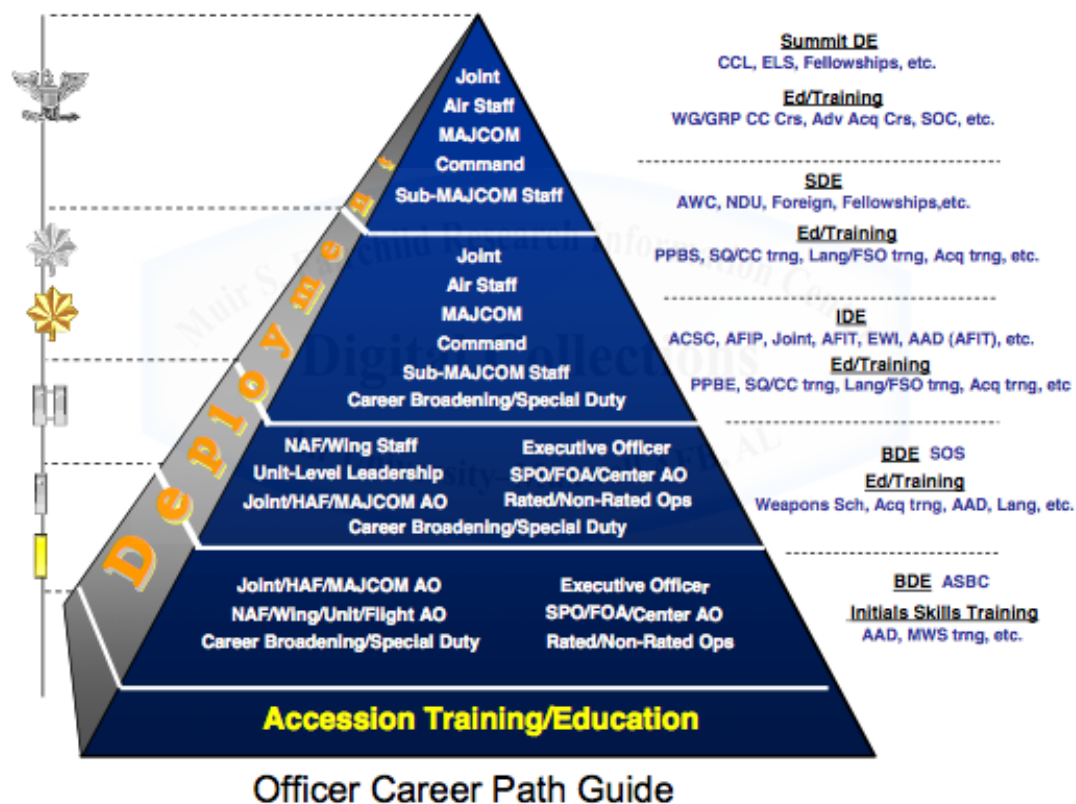 Summit DE
CCL, ELS, Fellowships, etc.
Ed/Training
WG/GRP CC Crs, Adv Acq Crs, SOC, etc.
SDE
AWC, NDU, Foreign, Fellowships,etc.
Ed/Training
PPBS, SQ/CC trng, Lang/FSO trng, Acq trng, etc.
IDE
ACSC, AFIP, Joint, AFIT, EWI, AAD (AFIT), etc.
Ed/Training
PPBE, SQ/CC trng, Lang/FSO trng, Acq trng, etc
BDE SOS
Ed/Training
Weapons Sch, Acq trng, AAD, Lang, etc.
BDE ASBC
Initials Skills Training
AAD, MWS trng, etc.
Joint
Air Staff
MAJCOM
Command
Sub-MAJCOM Staff
Joint
Air Staff
MAJCOM
Command
Sub-MAJCOM Staff
Career Broadening/Special Duty
NAF/Wing Staff
Unit-Level Leadership
Joint/HAF/MAJCOM AO
Executive Officer
SPO/FOA/Center AO
Rated/Non-Rated Ops
Career Broadening/Special Duty
Joint/HAF/MAJCOM AO
NAF/Wing/Unit/Flight AO
Career Broadening/Special Duty
Executive Officer
SPO/FOA/Center AO
Rated/Non-Rated Ops
Accession Training/Education
Deployment
Officer Career Path Guide
Muir S. Research Information
Digital Collections
AL